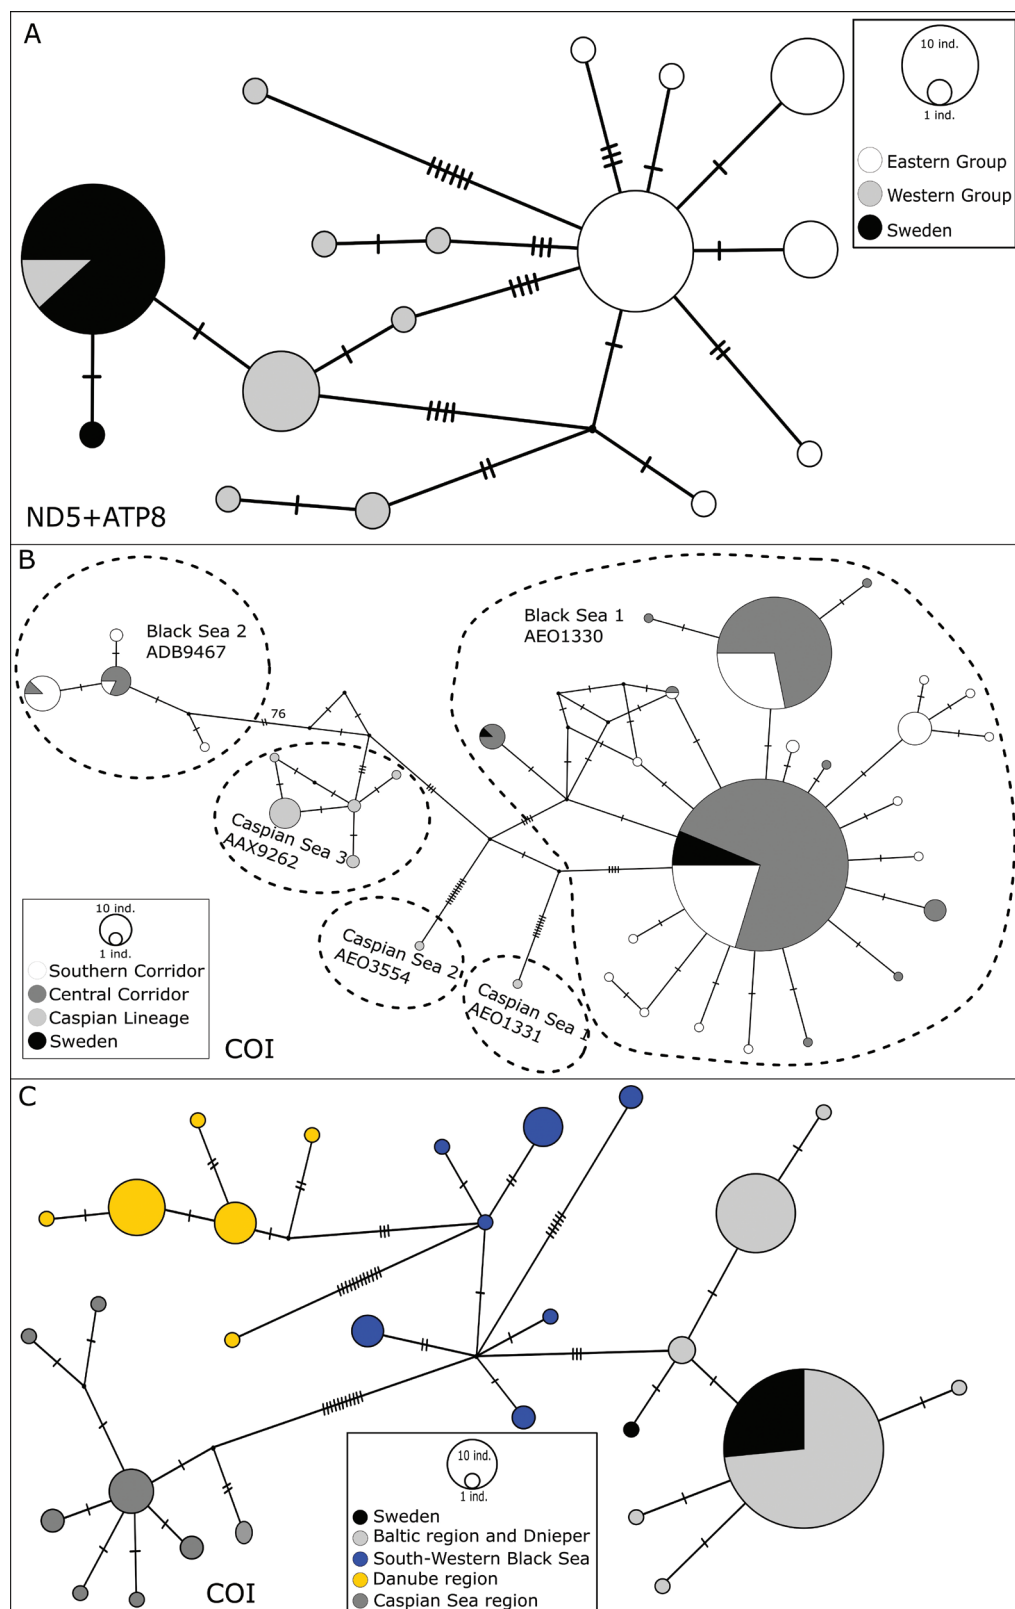 A
10 ind.
1 ind.
Eastern Group
Western Group
Sweden
ND5+ATP8
B
Black Sea 2
ADB9467
Black Sea 1
AEO1330
76
Caspian Sea 3
AAX9262
Caspian Sea 2
AEO3554
Caspian Sea 1
AEO1331
10 ind.
1 ind.
Southern Corridor
Central Corridor
Caspian Lineage
Sweden
COI
C
10 ind.
1 ind.
Sweden
Baltic region and Dnieper
South-Western Black Sea
Danube region
Caspian Sea region
COI